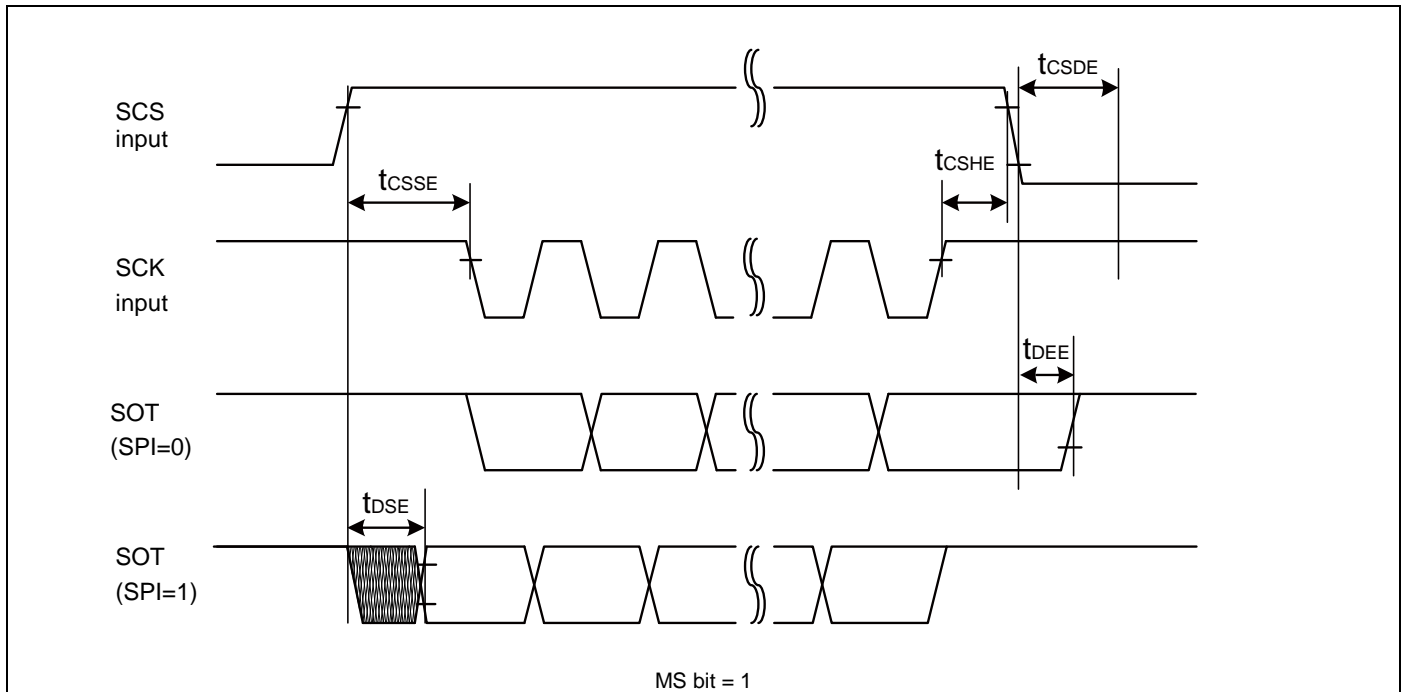 tCSDE
SCS
input
tCSHE
tCSSE
SCK
input
tDEE
SOT
(SPI=0)
tDSE
SOT
(SPI=1)
MS bit = 1